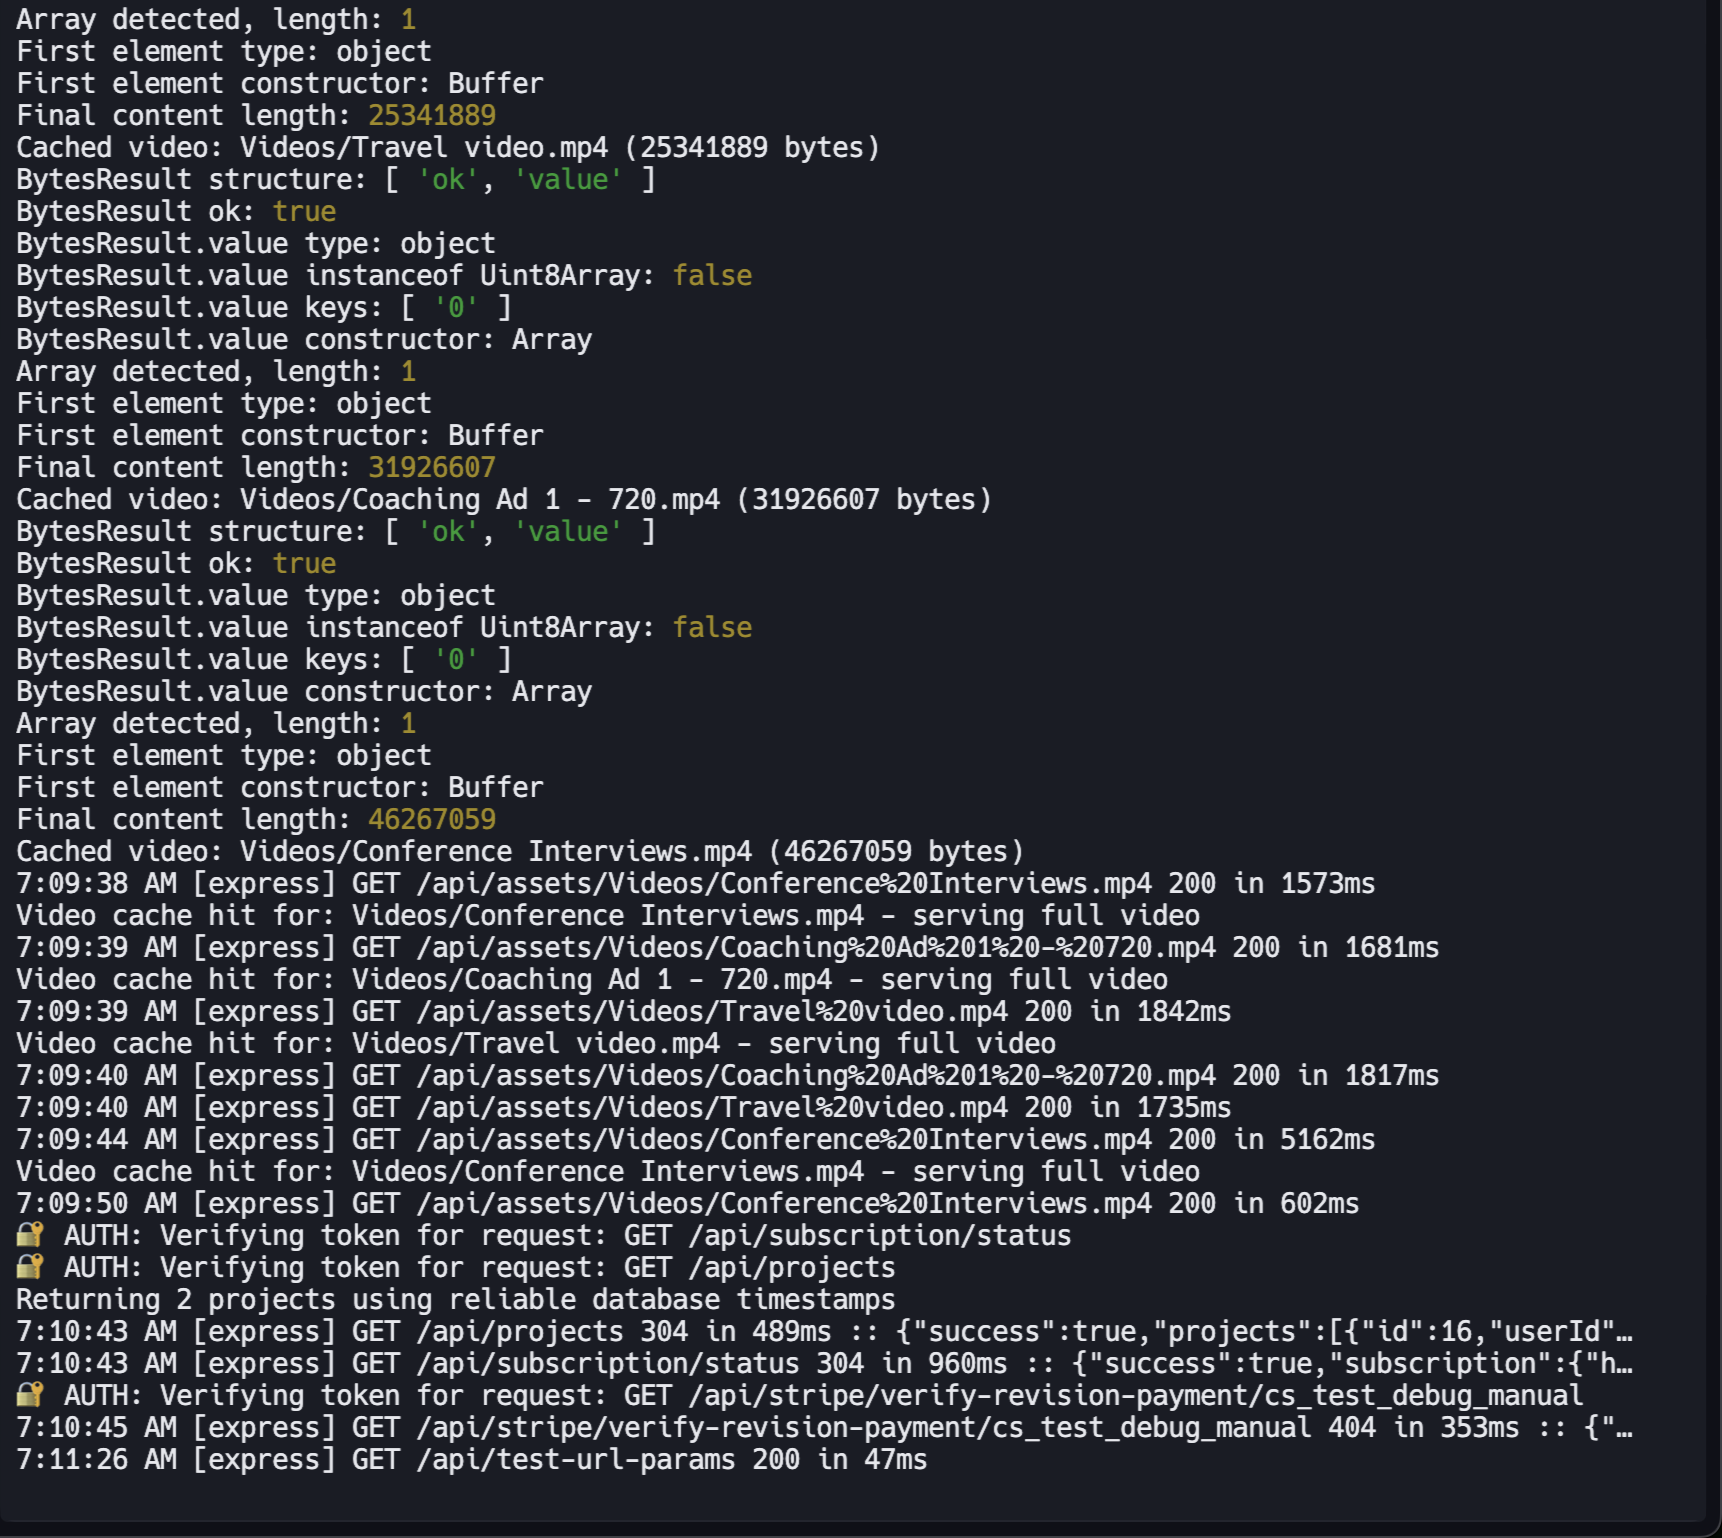 Array detected, length: 1
First element type: object
First element constructor: Buffer
Final content length: 25341889
Cached video: Videos/Travel video.mp4 (25341889 bytes)
BytesResult structure: [ 'ok', 'value' ]
BytesResult ok: true
BytesResult.value type: object
BytesResult.value instanceof Uint8Array: false
BytesResult.value keys: [ '0' ]
BytesResult.value constructor: Array
Array detected, length: 1
First element type: object
First element constructor: Buffer
Final content length: 31926607
Cached video: Videos/Coaching Ad 1 - 720.mp4 (31926607 bytes)
BytesResult structure: [ 'ok', 'value' ]
BytesResult ok: true
BytesResult.value type: object
BytesResult.value instanceof Uint8Array: false
BytesResult.value keys: [ '0' ]
BytesResult.value constructor: Array
Array detected, length: 1
First element type: object
First element constructor: Buffer
Final content length: 46267059
Cached video: Videos/Conference Interviews.mp4 (46267059 bytes)
7:09:38 AM [express] GET /api/assets/Videos/Conference%20Interviews.mp4 200 in 1573ms
Video cache hit for: Videos/Conference Interviews.mp4 - serving full video
7:09:39 AM [express] GET /api/assets/Videos/Coaching%20Ad%201%20-%20720.mp4 200 in 1681ms
Video cache hit for: Videos/Coaching Ad 1 - 720.mp4 - serving full video
7:09:39 AM [express] GET /api/assets/Videos/Travel%20video.mp4 200 in 1842ms
Video cache hit for: Videos/Travel video.mp4 - serving full video
7:09:40 AM [express] GET /api/assets/Videos/Coaching%20Ad%201%20-%20720.mp4 200 in 1817ms
7:09:40 AM [express] GET /api/assets/Videos/Travel%20video.mp4 200 in 1735ms
7:09:44 AM [express] GET /api/assets/Videos/Conference%20Interviews.mp4 200 in 5162ms
Video cache hit for: Videos/Conference Interviews.mp4 - serving full video
7:09:50 AM [express] GET /api/assets/Videos/Conference%20Interviews.mp4 200 in 602ms
🔐 AUTH: Verifying token for request: GET /api/subscription/status
🔐 AUTH: Verifying token for request: GET /api/projects
Returning 2 projects using reliable database timestamps
7:10:43 AM [express] GET /api/projects 304 in 489ms :: {"success":true,"projects":[{"id":16,"userId"…
7:10:43 AM [express] GET /api/subscription/status 304 in 960ms :: {"success":true,"subscription":{"h…
🔐 AUTH: Verifying token for request: GET /api/stripe/verify-revision-payment/cs_test_debug_manual
7:10:45 AM [express] GET /api/stripe/verify-revision-payment/cs_test_debug_manual 404 in 353ms :: {"…
7:11:26 AM [express] GET /api/test-url-params 200 in 47ms